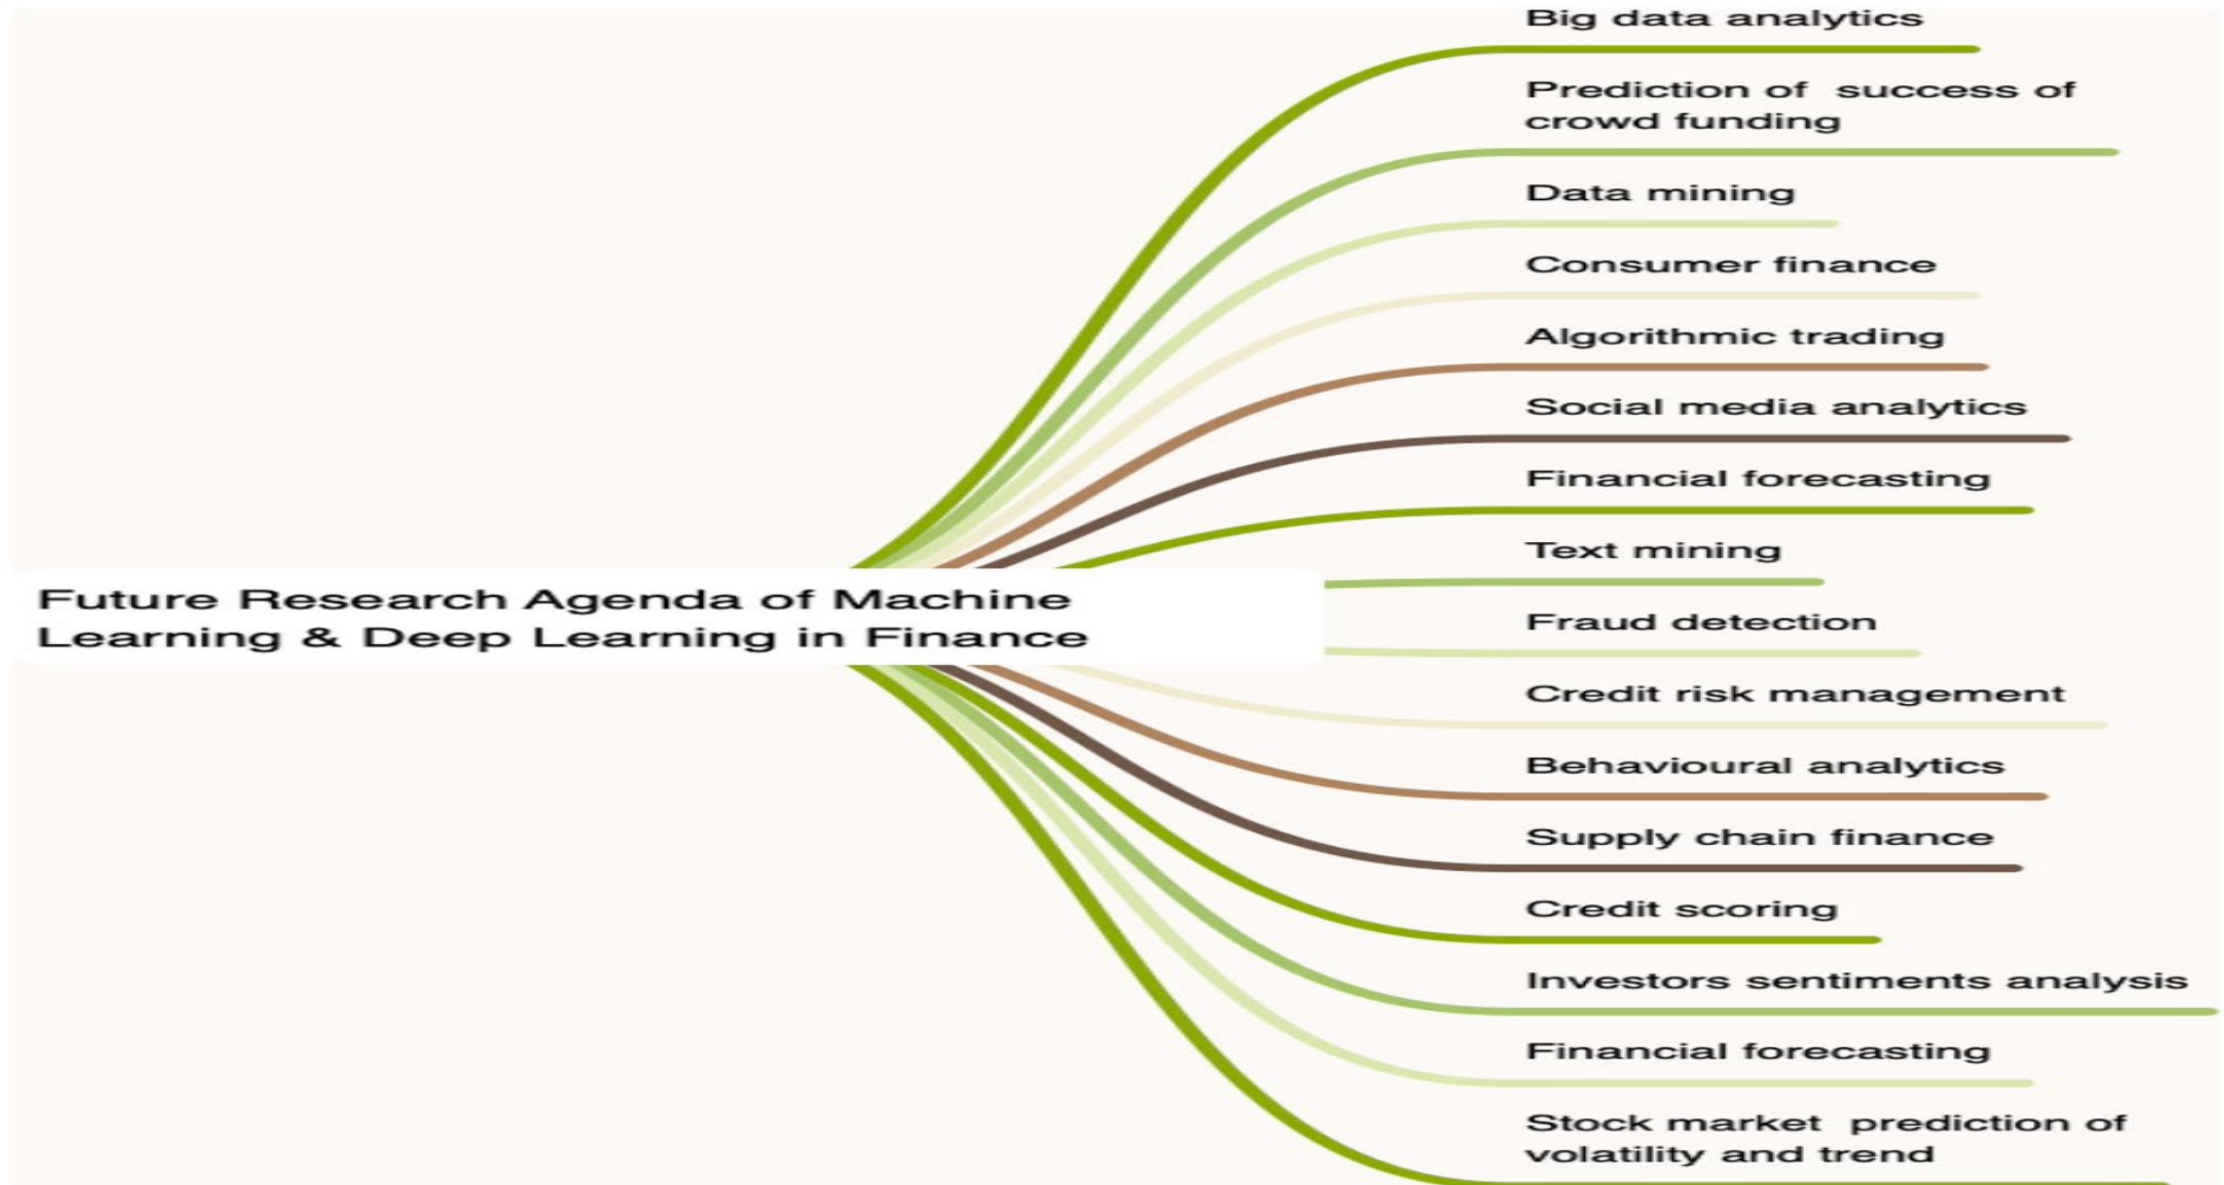 Big data analytics
Prediction of success of
crowd funding
Data mining
Consumer finance
Algorithmic trading
Social media analytics
Financial forecasting
Text mining
Future Research Agenda of Machine
Learning & Deep Learning in Finance
Fraud detection
Credit risk management
Behavioural analytics
Supply chain finance
Credit scoring
Investors sentiments analysis
Financial forecasting
Stock market prediction of
volatility and trend